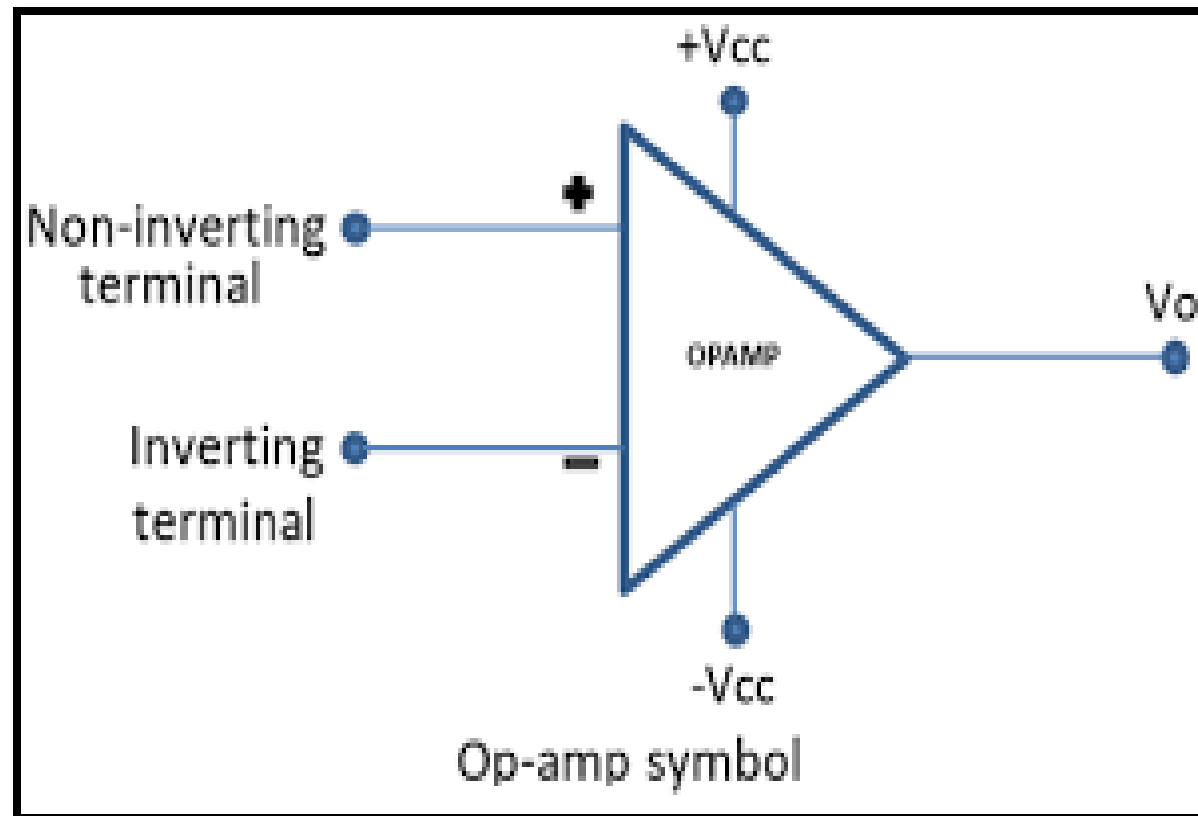 +Vcc
+
Non-inverting
terminal
Vo
OPAMP
Inverting
-
terminal
-Vcc
Op-amp symbol